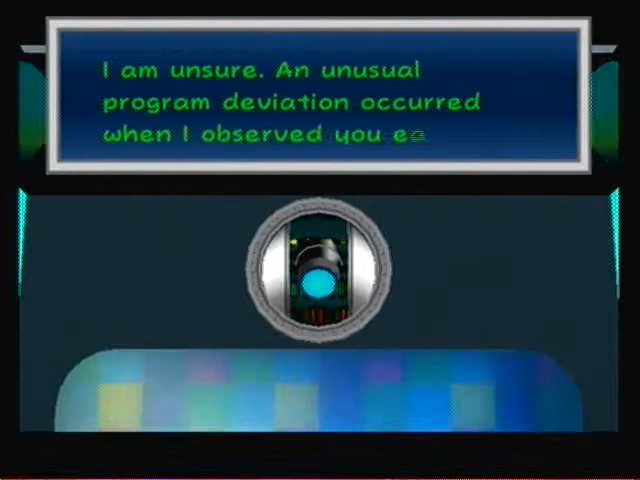 I am unsure. An unusual
program deviation occurred
when I observed you e